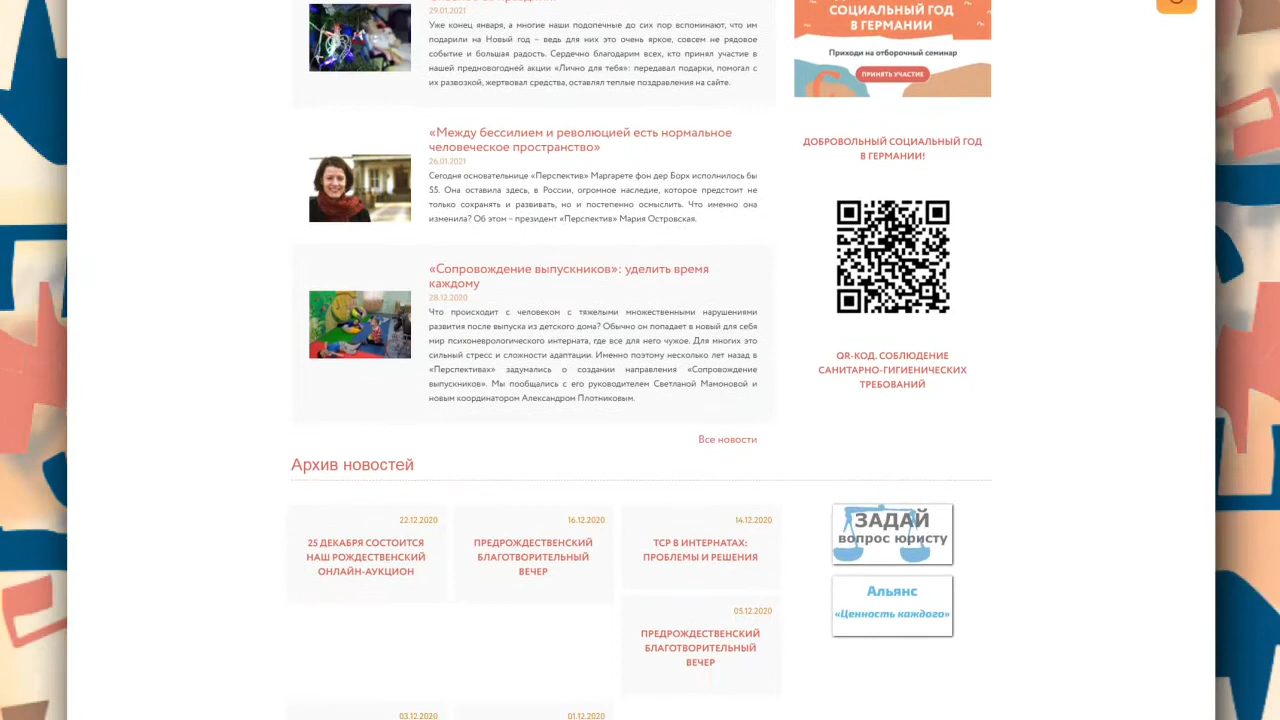 29.01.2021
Уже конец января, а многие наши подопечные до сих пор вспоминают, что им
подарили на Новый год – ведь для них это очень яркое, совсем не рядовое
событие и большая радость. Сердечно благодарим всех, кто принял участие в
нашей предновогодней акции «Лично для тебя»: передавал подарки, помогал с
их развозкой, жертвовал средства, оставлял теплые поздравления на сайте.
«Между бессилием и революцией есть нормальное
человеческое пространство»
26.01.2021
Сегодня основательнице «Перспектив» Маргарете фон дер Борх исполнилось бы
55. Она оставила здесь, в России, огромное наследие, которое предстоит не
только сохранять и развивать, но и постепенно осмыслить. Что именно она
изменила? Об этом – президент «Перспектив» Мария Островская.
«Сопровождение выпускников»: уделить время
каждому
28.12.2020
Что происходит с человеком с тяжелыми множественными нарушениями
развития после выпуска из детского дома? Обычно он попадает в новый для себя
мир психоневрологического интерната, где все для него чужое. Для многих это
сильный стресс и сложности адаптации. Именно поэтому несколько лет назад в
«Перспективах» задумались о создании направления «Сопровождение
выпускников». Мы пообщались с его руководителем Светланой Мамоновой и
новым координатором Александром Плотниковым.
Все новости
СОЦИАЛЬНЫЙ ГОД
В ГЕРМАНИИ
Приходи на отборочный семинар
ПРИНЯТЬ УЧАСТИЕ
ДОБРОВОЛЬНЫЙ СОЦИАЛЬНЫЙ ГОД
В ГЕРМАНИИ!
QR-КОД. СОБЛЮДЕНИЕ
САНИТАРНО-ГИГИЕНИЧЕСКИХ
ТРЕБОВАНИЙ
Архив новостей
22.12.2020
25 ДЕКАБРЯ СОСТОИТСЯ
НАШ РОЖДЕСТВЕНСКИЙ
ОНЛАЙН-АУКЦИОН
16.12.2020
ПРЕДРОЖДЕСТВЕНСКИЙ
БЛАГОТВОРИТЕЛЬНЫЙ
ВЕЧЕР
14.12.2020
ТСР В ИНТЕРНАТАХ:
ПРОБЛЕМЫ И РЕШЕНИЯ
05.12.2020
ПРЕДРОЖДЕСТВЕНСКИЙ
БЛАГОТВОРИТЕЛЬНЫЙ
ВЕЧЕР
03.12.2020
01.12.2020
ЗАДАЙ
вопрос юристу
Альянс
«Ценность каждого»